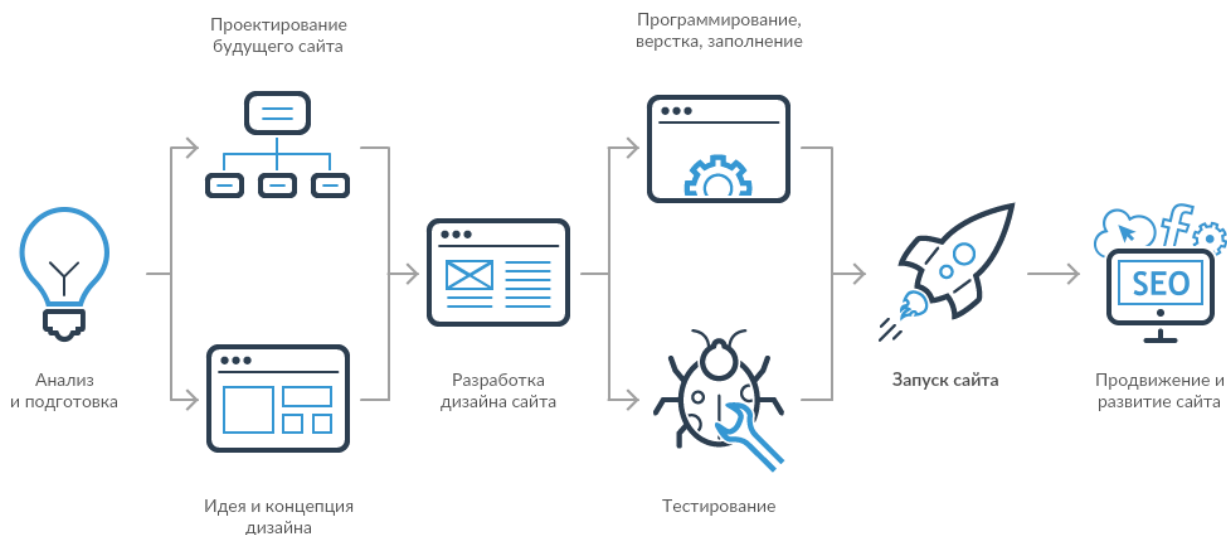 Проектирование
будущего сайта
Программирование,
верстка, заполнение
SEO
Анализ
и подготовка
Разработка
дизайна сайта
Запуск сайта
Продвижение и
развитие сайта
Идея и концепция
дизайна
Тестирование